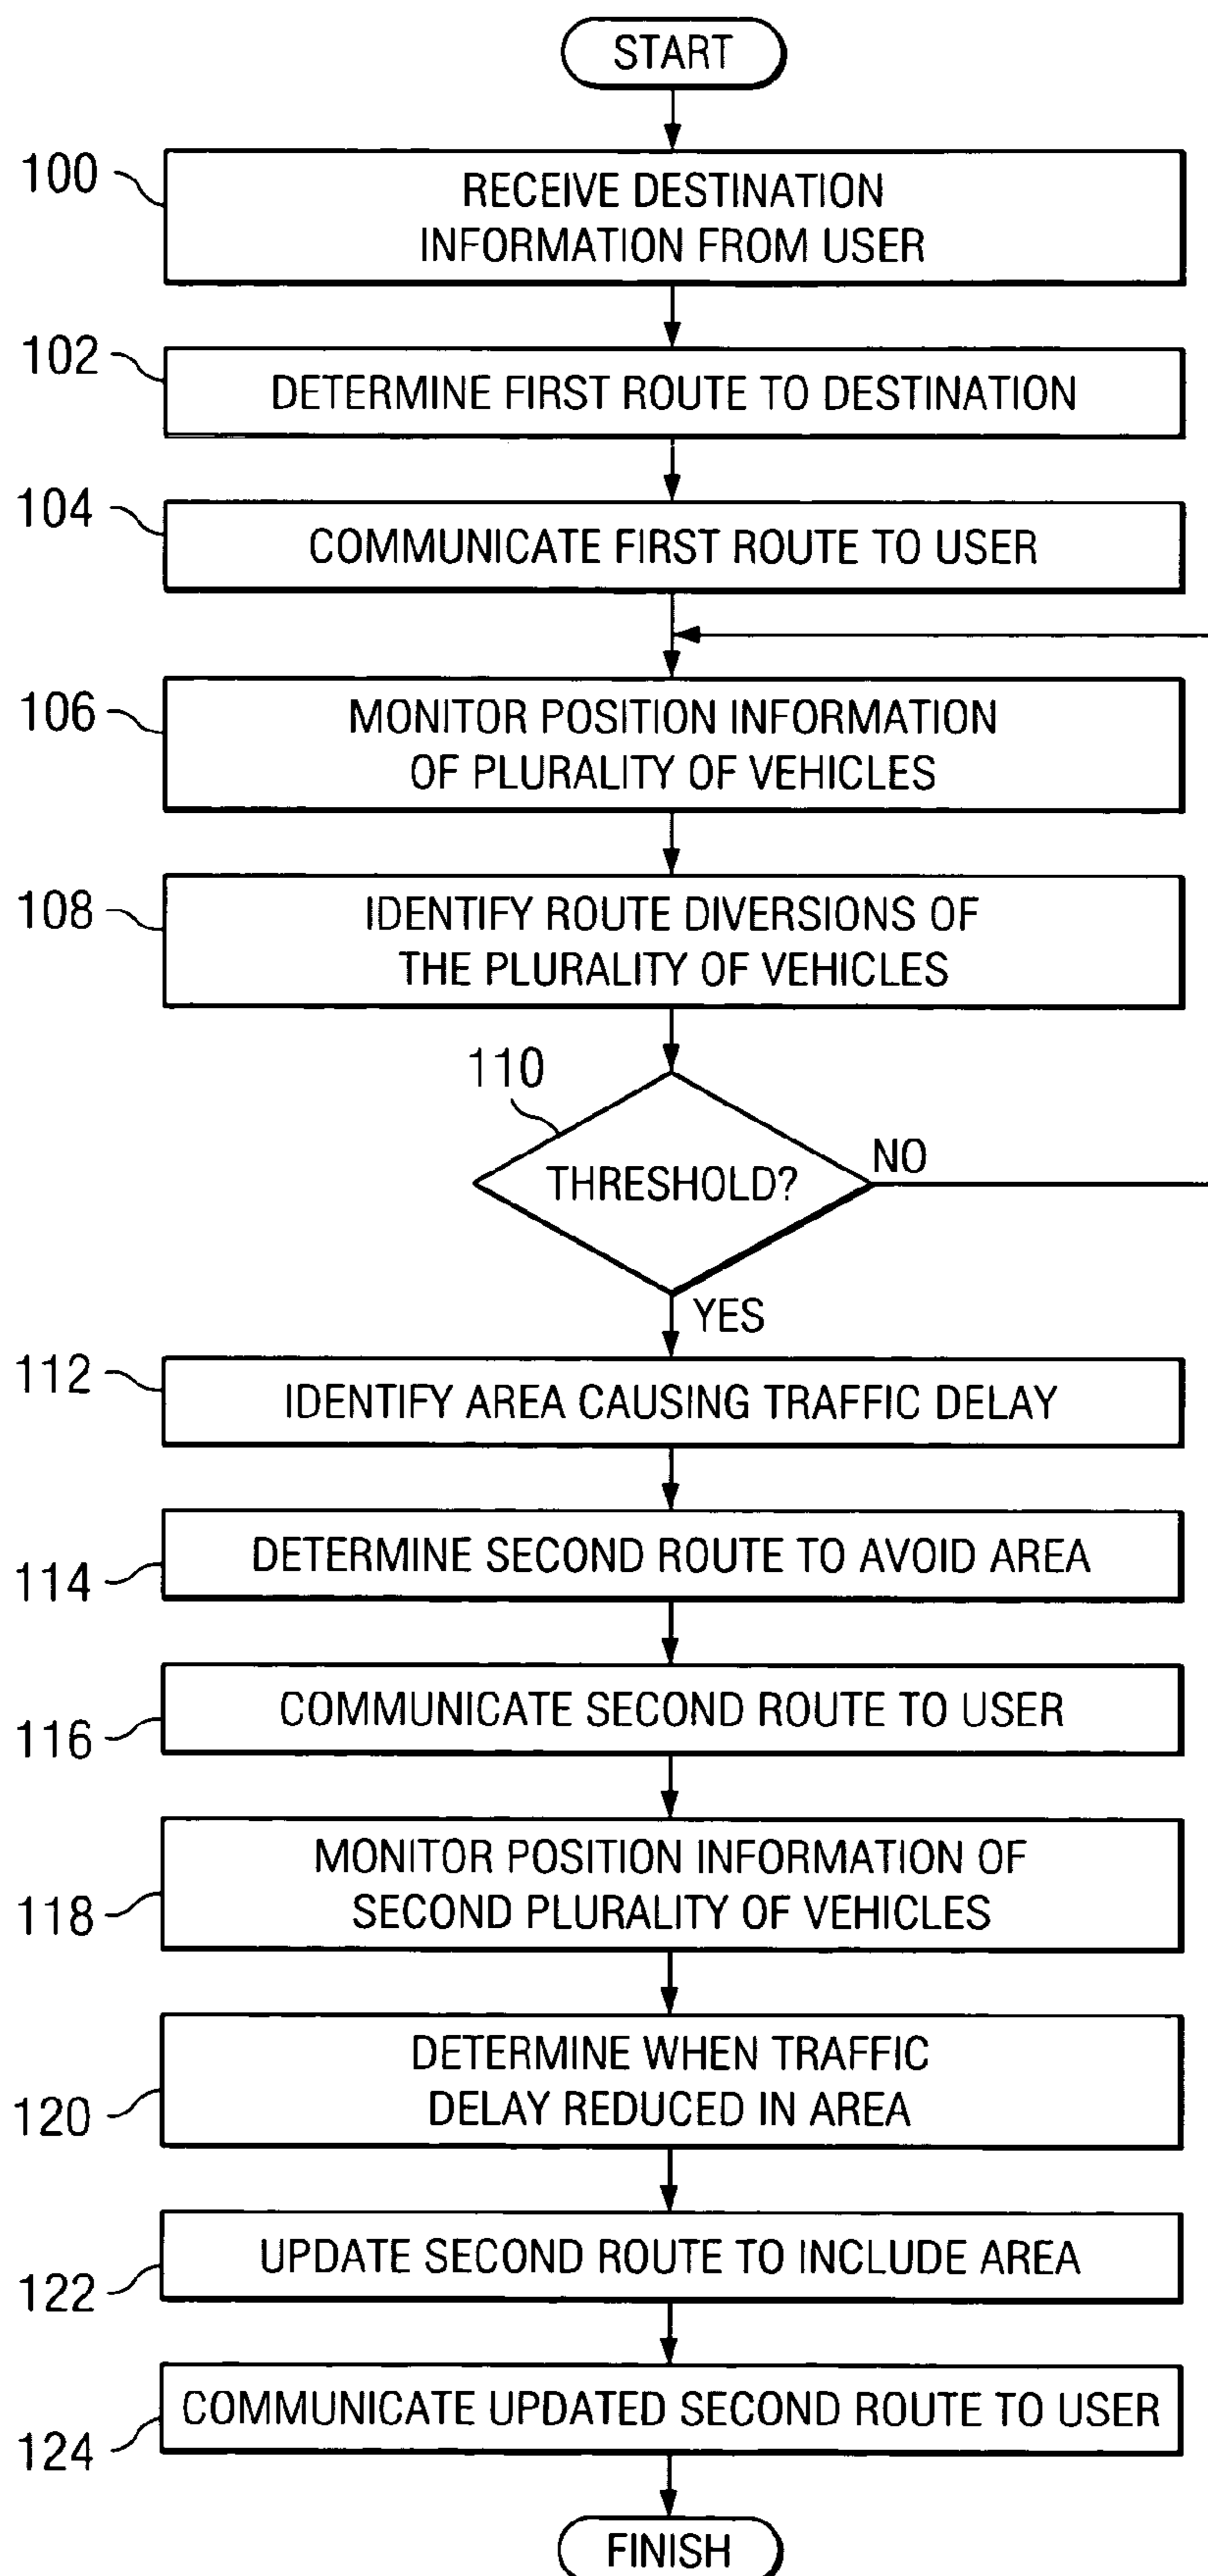 START
100
RECEIVE DESTINATION
INFORMATION FROM USER
102
DETERMINE FIRST ROUTE TO DESTINATION
104
COMMUNICATE FIRST ROUTE TO USER
106
MONITOR POSITION INFORMATION
OF PLURALITY OF VEHICLES
108
IDENTIFY ROUTE DIVERSIONS OF
THE PLURALITY OF VEHICLES
110
THRESHOLD?
NO
YES
112
IDENTIFY AREA CAUSING TRAFFIC DELAY
114
DETERMINE SECOND ROUTE TO AVOID AREA
116
COMMUNICATE SECOND ROUTE TO USER
118
MONITOR POSITION INFORMATION OF
SECOND PLURALITY OF VEHICLES
120
DETERMINE WHEN TRAFFIC
DELAY REDUCED IN AREA
122
UPDATE SECOND ROUTE TO INCLUDE AREA
124
COMMUNICATE UPDATED SECOND ROUTE TO USER
FINISH